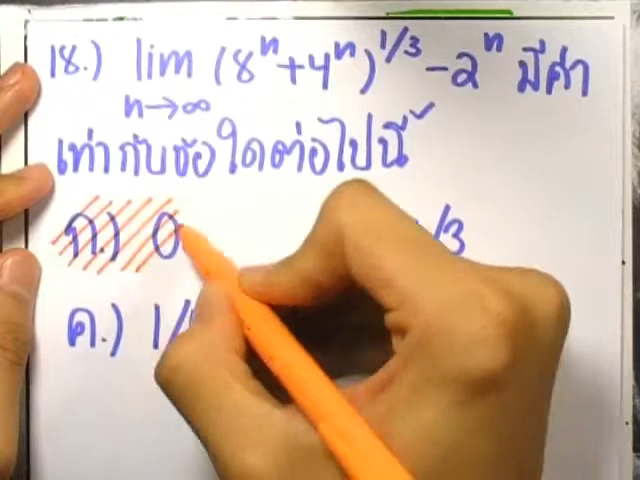 18.) lim (8ⁿ+4ⁿ)^1/3 -2ⁿ มีค่า
n→∞
เท่ากับข้อใดต่อไปนี้
ก.) 0 1/3
ค.) 1/